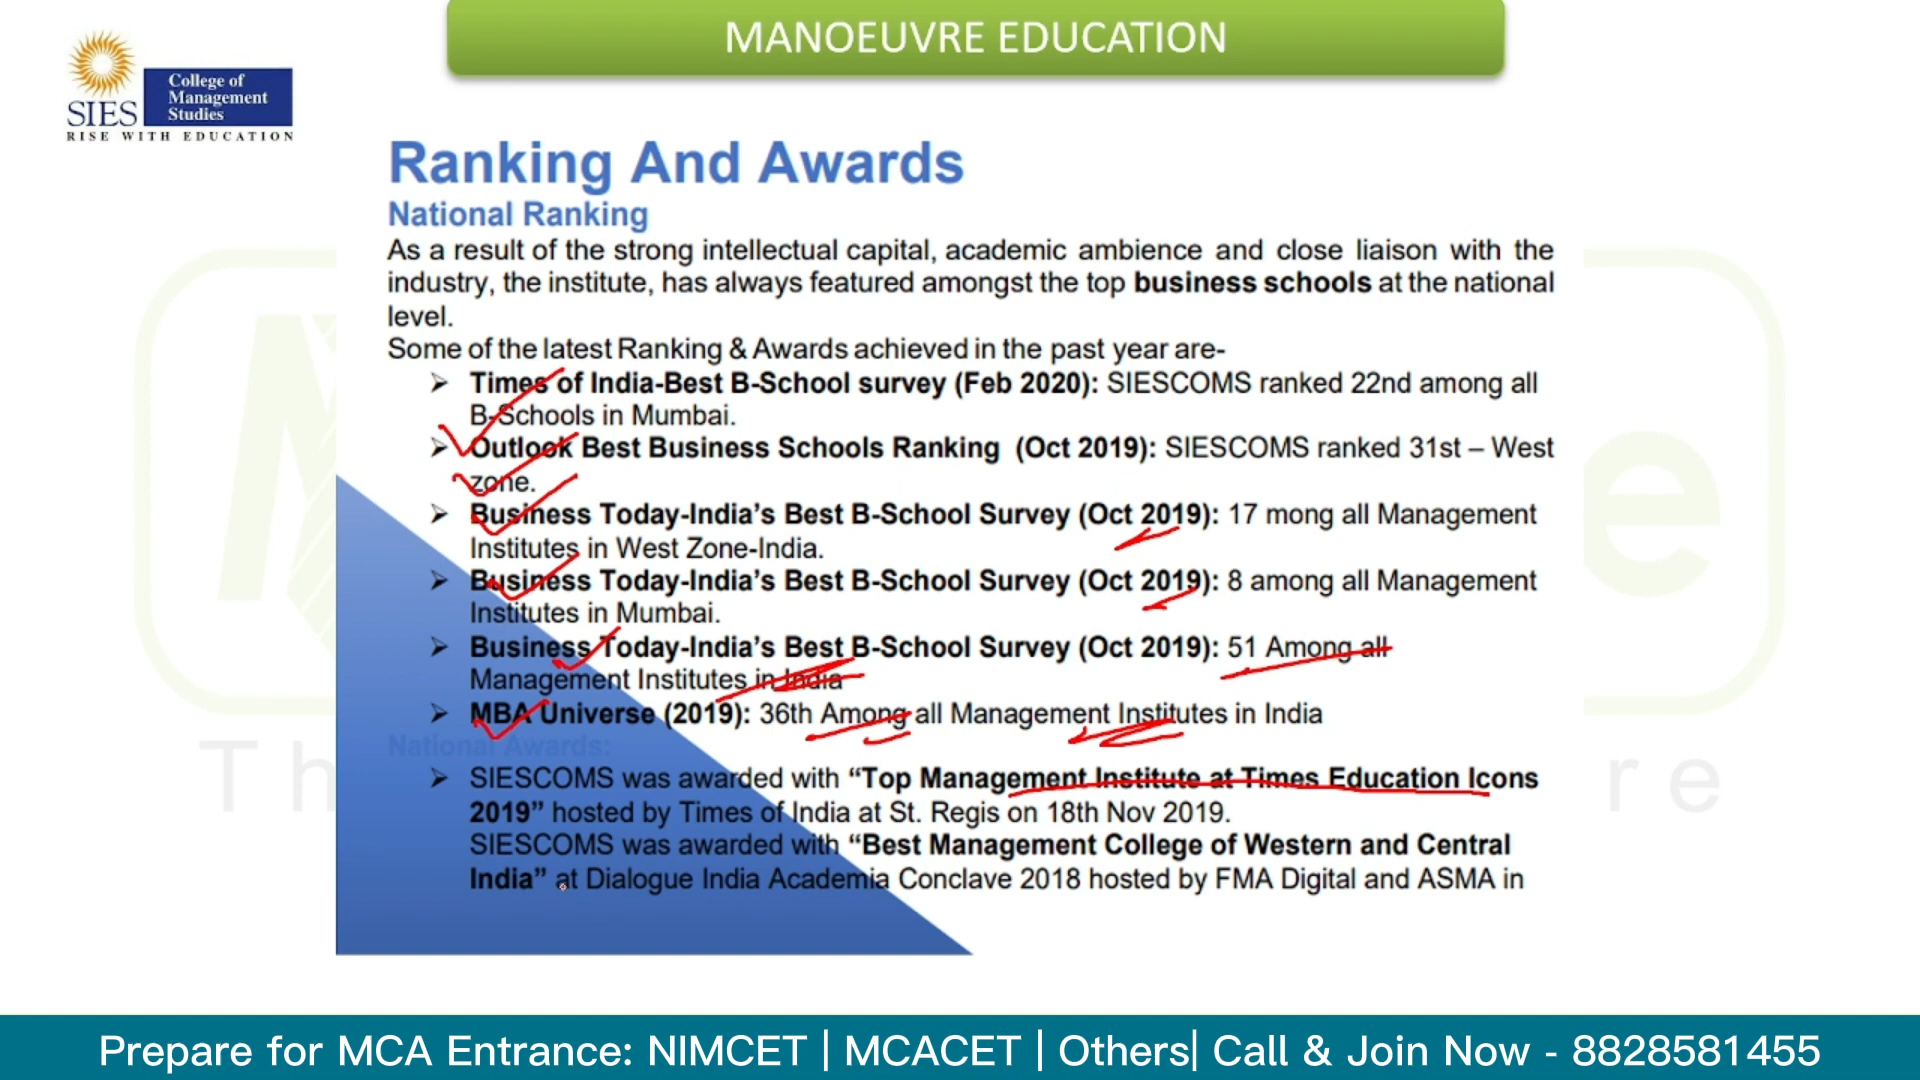 MANOEUVRE EDUCATION
SIES
College of
Management
Studies
RISE WITH EDUCATION
Ranking And Awards
National Ranking
As a result of the strong intellectual capital, academic ambience and close liaison with the
industry, the institute, has always featured amongst the top business schools at the national
level.
Some of the latest Ranking & Awards achieved in the past year are-
➢ Times of India-Best B-School survey (Feb 2020): SIESCOMS ranked 22nd among all
B-Schools in Mumbai.
➢ Outlook Best Business Schools Ranking (Oct 2019): SIESCOMS ranked 31st – West
zone.
➢ Business Today-India's Best B-School Survey (Oct 2019): 17 mong all Management
Institutes in West Zone-India.
➢ Business Today-India's Best B-School Survey (Oct 2019): 8 among all Management
Institutes in Mumbai.
➢ Business Today-India's Best B-School Survey (Oct 2019): 51 Among all
Management Institutes in India
➢ MBA Universe (2019): 36th Among all Management Institutes in India
National Awards:
➢ SIESCOMS was awarded with “Top Management Institute at Times Education Icons
2019” hosted by Times of India at St. Regis on 18th Nov 2019.
SIESCOMS was awarded with “Best Management College of Western and Central
India” at Dialogue India Academia Conclave 2018 hosted by FMA Digital and ASMA in
Prepare for MCA Entrance: NIMCET | MCACET | Others| Call & Join Now - 8828581455